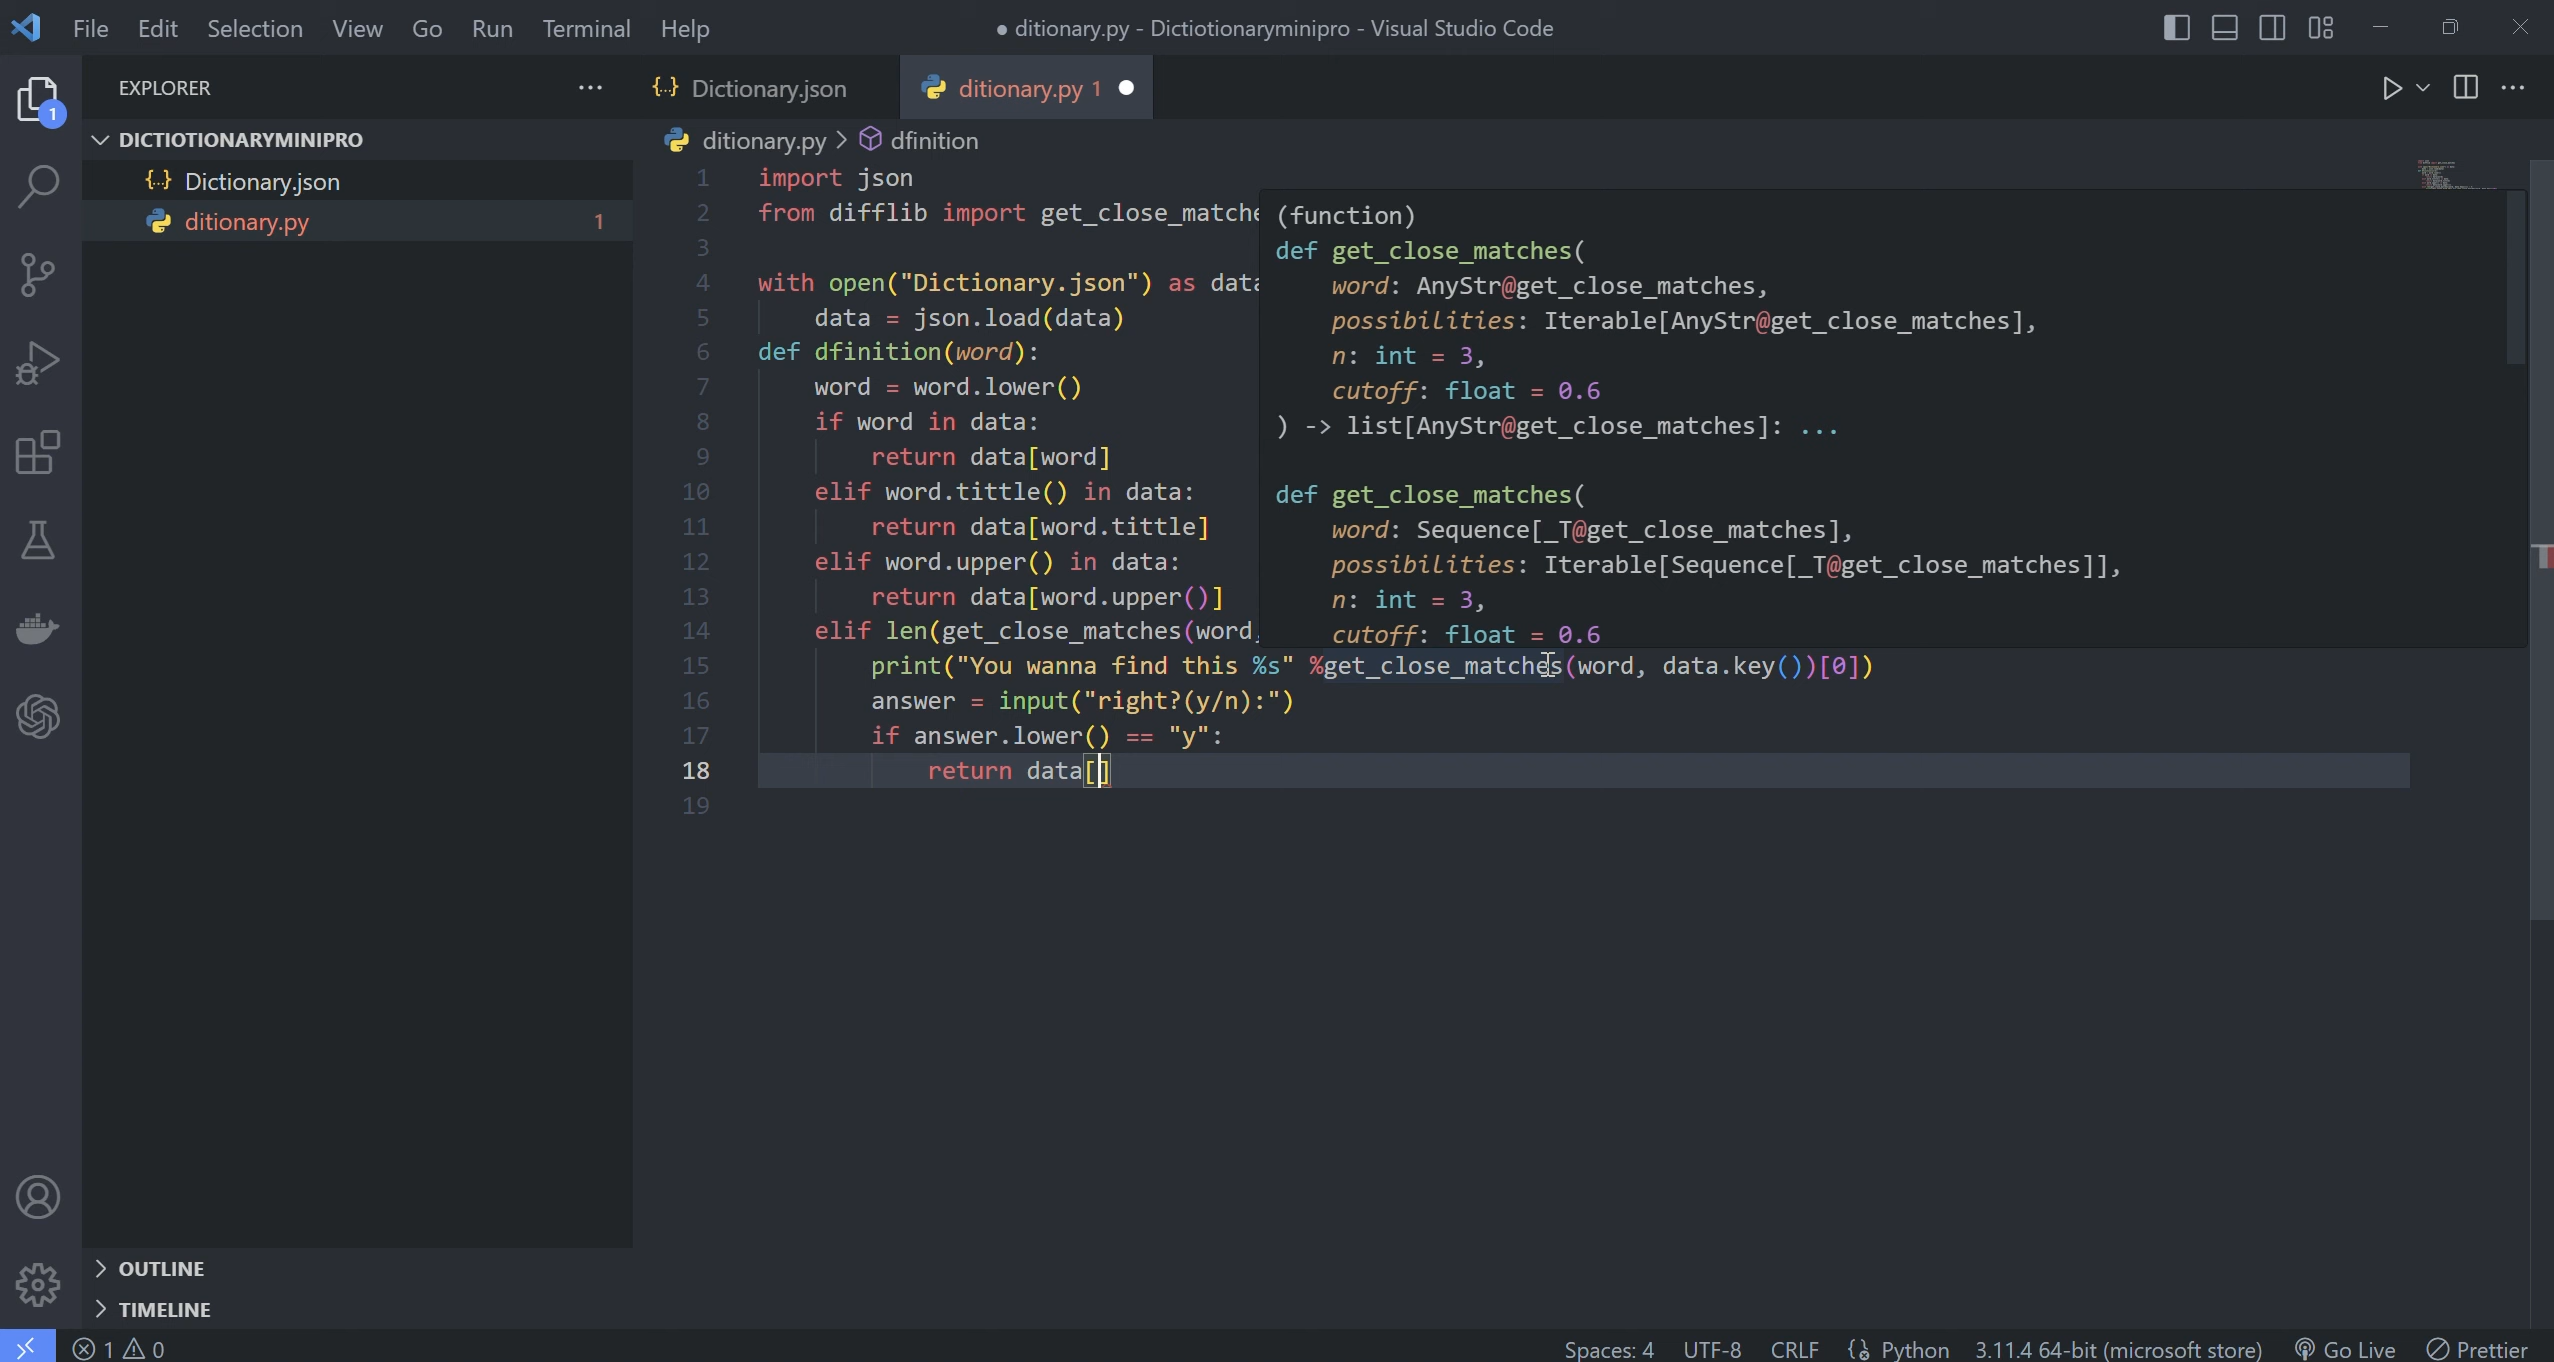 File Edit Selection View Go Run Terminal Help
● ditionary.py - Dictiotionaryminipro - Visual Studio Code
EXPLORER ...
{..} Dictionary.json
ditionary.py 1
1
DICTIOTIONARYMINIPRO
{..} Dictionary.json
ditionary.py 1
ditionary.py > dfinition
1 import json
2 from difflib import get_close_matche
3
4 with open("Dictionary.json") as data
5 data = json.load(data)
6 def dfinition(word):
7 word = word.lower()
8 if word in data:
9 return data[word]
10 elif word.tittle() in data:
11 return data[word.tittle]
12 elif word.upper() in data:
13 return data[word.upper()]
14 elif len(get_close_matches(word,
15 print("You wanna find this %s" %get_close_matches(word, data.key())[0])
16 answer = input("right?(y/n):")
17 if answer.lower() == "y":
18 return data[]
19
(function)
def get_close_matches(
word: AnyStr@get_close_matches,
possibilities: Iterable[AnyStr@get_close_matches],
n: int = 3,
cutoff: float = 0.6
) -> list[AnyStr@get_close_matches]: ...
def get_close_matches(
word: Sequence[_T@get_close_matches],
possibilities: Iterable[Sequence[_T@get_close_matches]],
n: int = 3,
cutoff: float = 0.6
OUTLINE
TIMELINE
1 0
Spaces: 4 UTF-8 CRLF Python 3.11.4 64-bit (microsoft store) Go Live Prettier